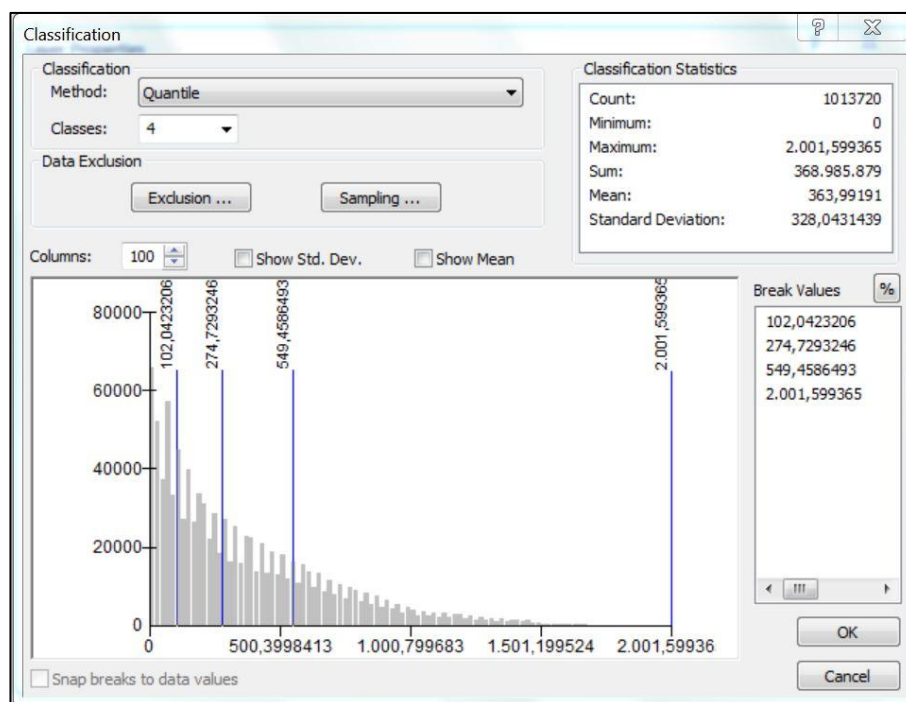 Classification
Classification
Method: Quantile
Classes: 4
Data Exclusion
Exclusion ... Sampling ...
Classification Statistics
Count: 1013720
Minimum: 0
Maximum: 2.001,599365
Sum: 368.985.879
Mean: 363,99191
Standard Deviation: 328,0431439
Columns: 100 Show Std. Dev. Show Mean
Break Values %
102,0423206
274,7293246
549,4586493
2.001,599365
102,0423206
274,7293246
549,4586493
2.001,599365
80000
60000
40000
20000
0
0 500,3998413 1.000,799683 1.501,199524 2.001,59936
OK
Cancel
Snap breaks to data values